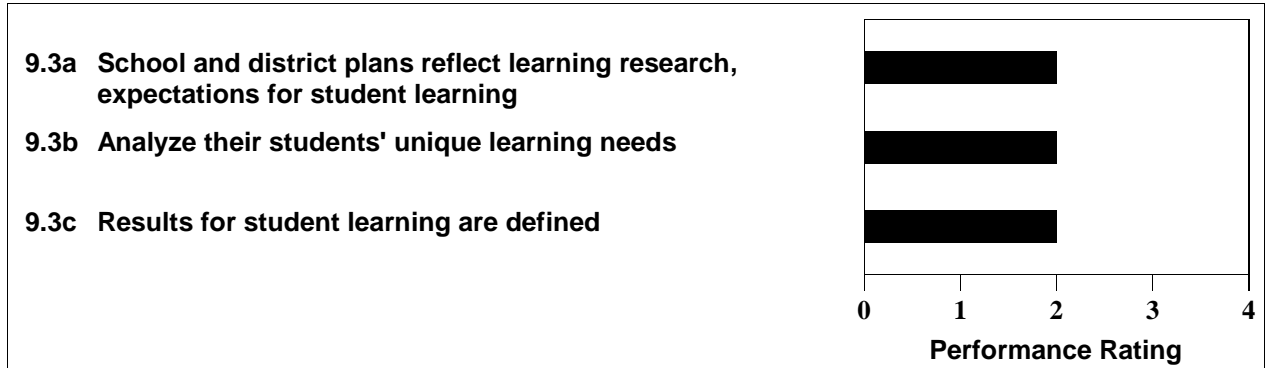 9.3a School and district plans reflect learning research,
expectations for student learning
9.3b Analyze their students' unique learning needs
9.3c Results for student learning are defined
0 1 2 3 4
Performance Rating